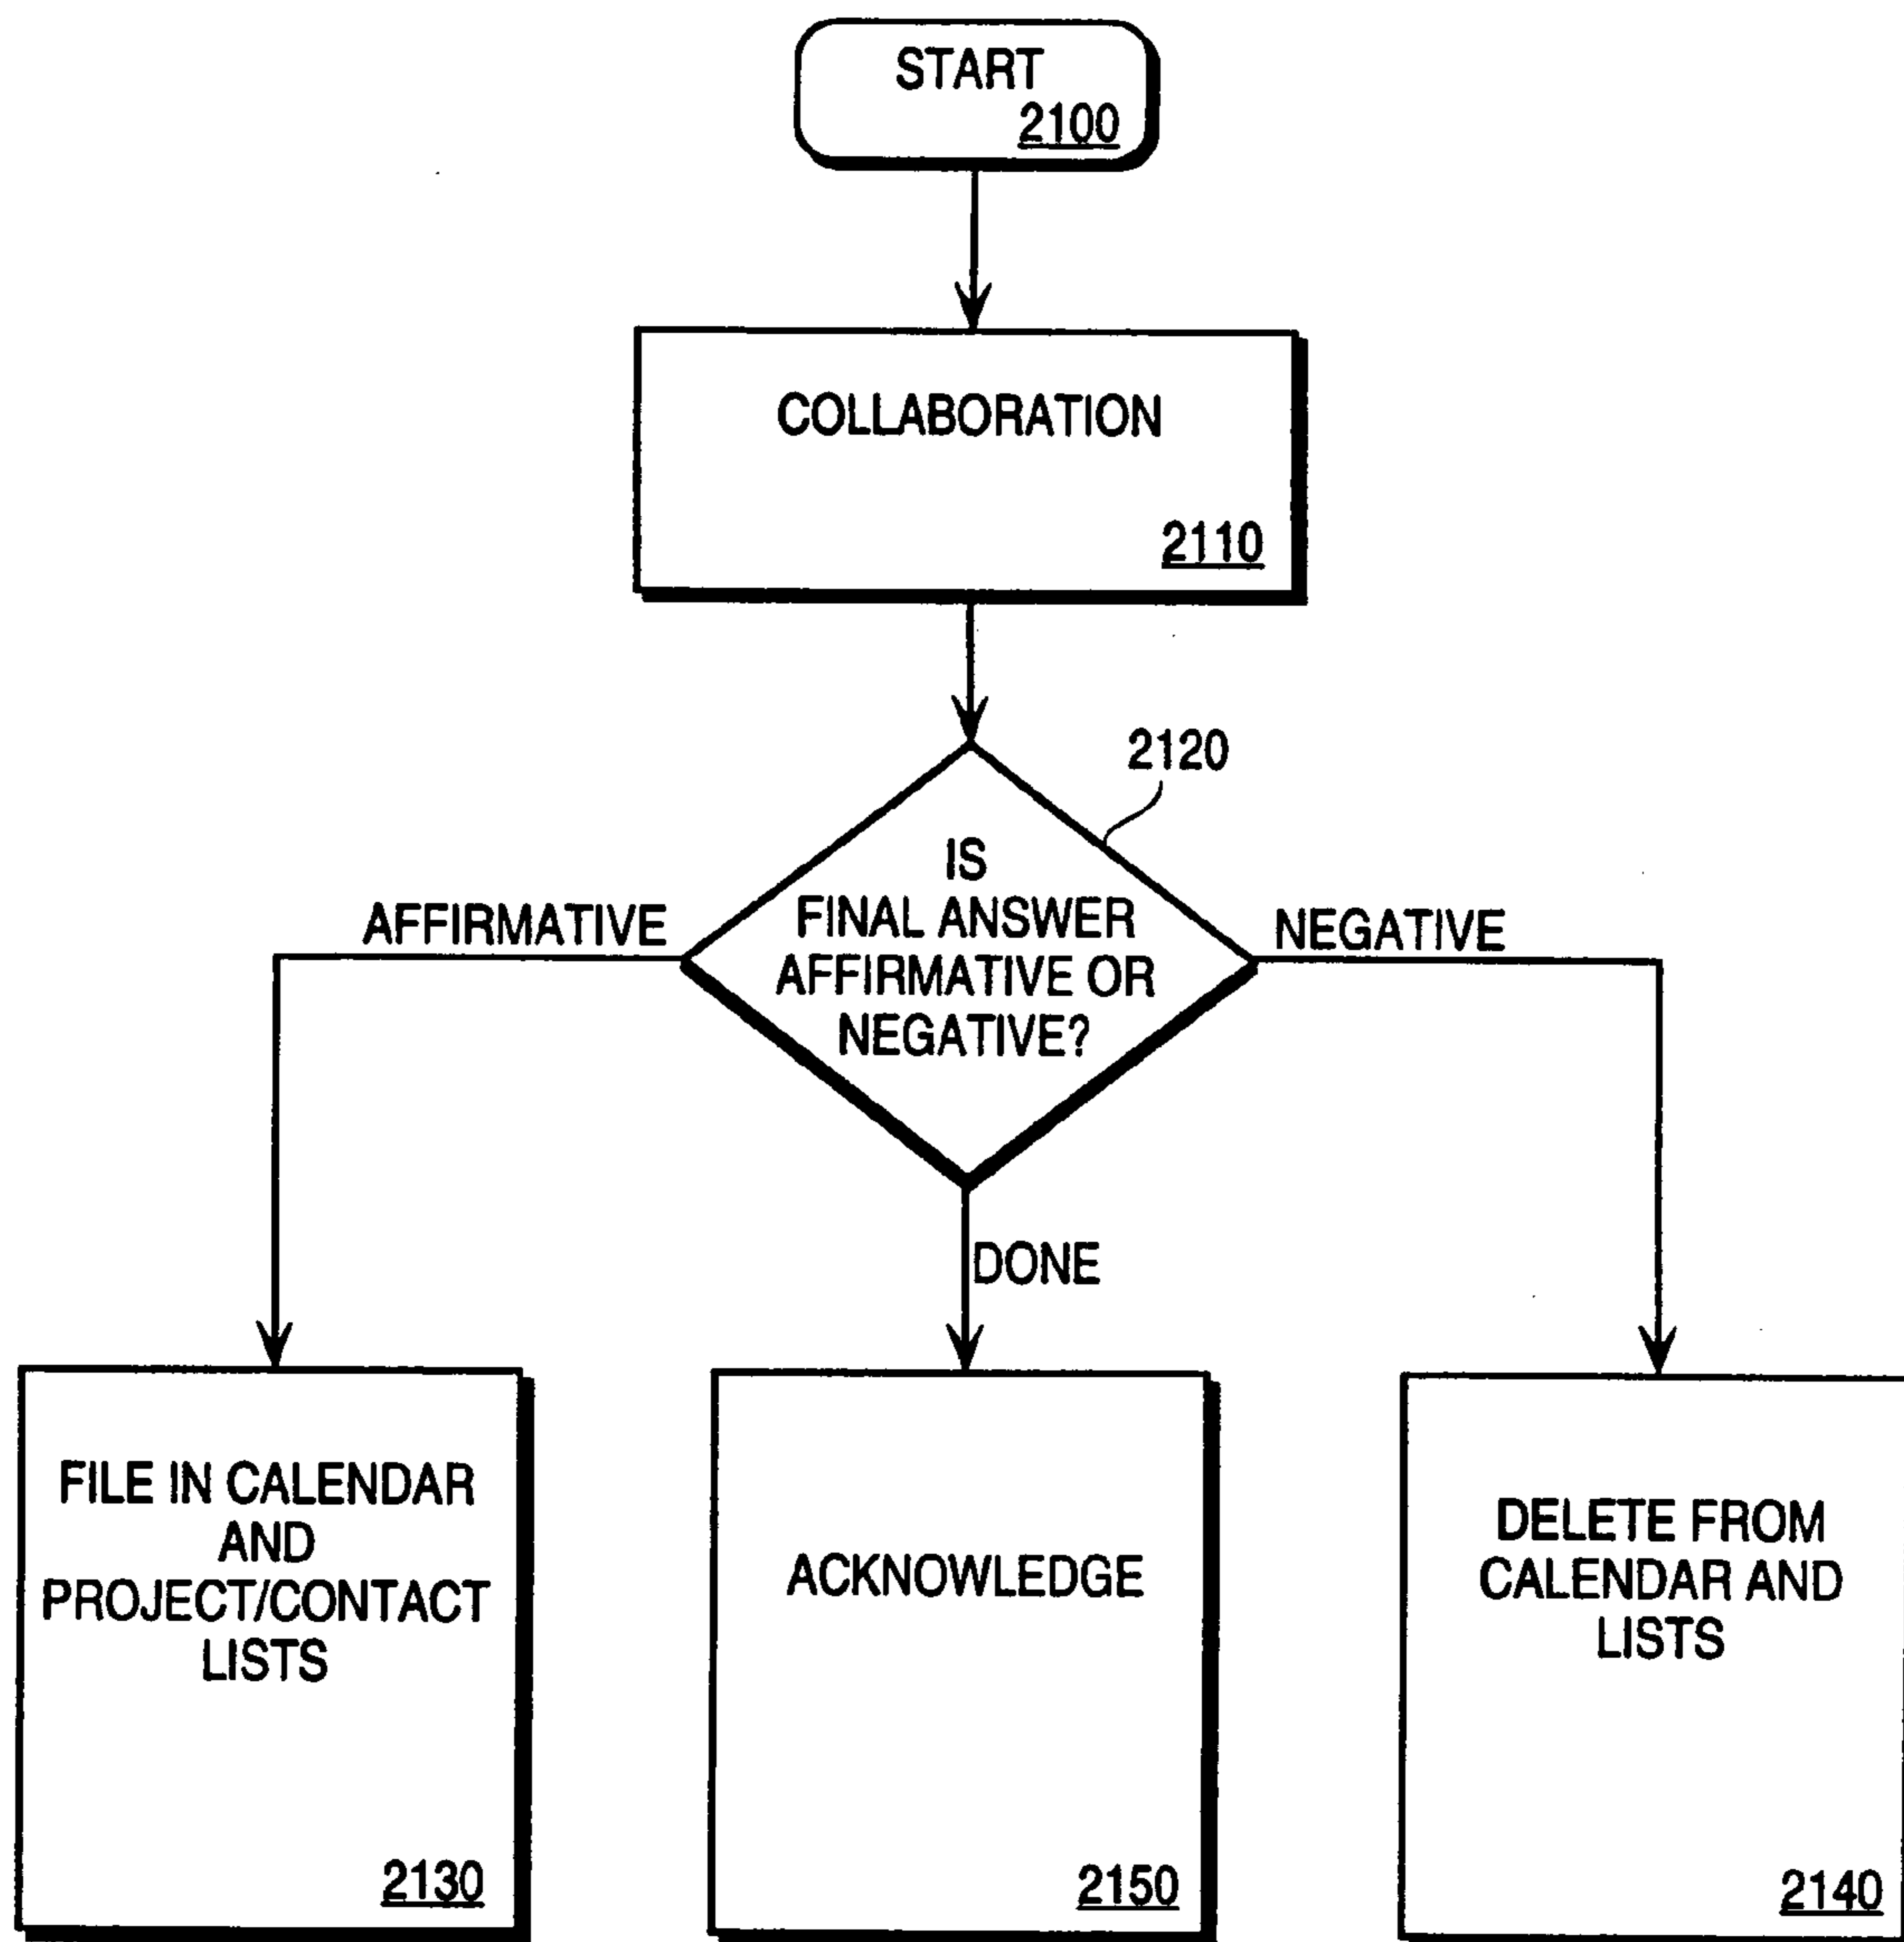 START
2100
COLLABORATION
2110
2120
IS
FINAL ANSWER
AFFIRMATIVE OR
NEGATIVE?
AFFIRMATIVE
NEGATIVE
DONE
FILE IN CALENDAR
AND
PROJECT/CONTACT
LISTS
2130
ACKNOWLEDGE
2150
DELETE FROM
CALENDAR AND
LISTS
2140